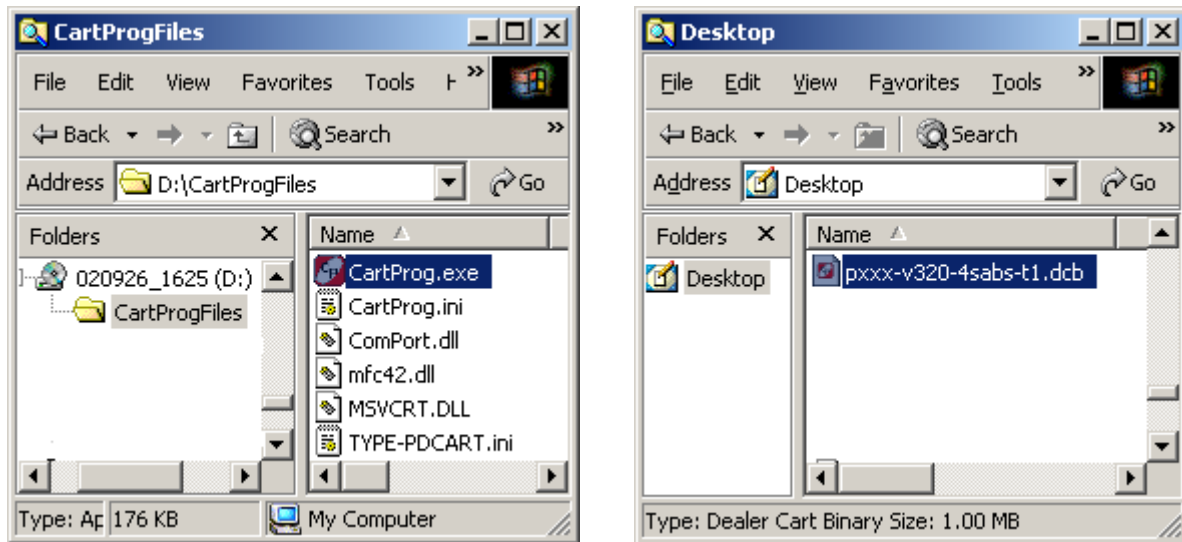 CartProgFiles
File Edit View Favorites Tools H »
Back Search »
Address D:\CartProgFiles Go
Folders X
020926_1625 (D:)
CartProgFiles
Name
CartProg.exe
CartProg.ini
ComPort.dll
mfc42.dll
MSVCRT.DLL
TYPE-PDCART.ini
Type: Ap 176 KB My Computer
Desktop
File Edit View Favorites Tools »
Back Search »
Address Desktop Go
Folders X
Desktop
Name
pxxx-v320-4sabs-t1.dcb
Type: Dealer Cart Binary Size: 1.00 MB